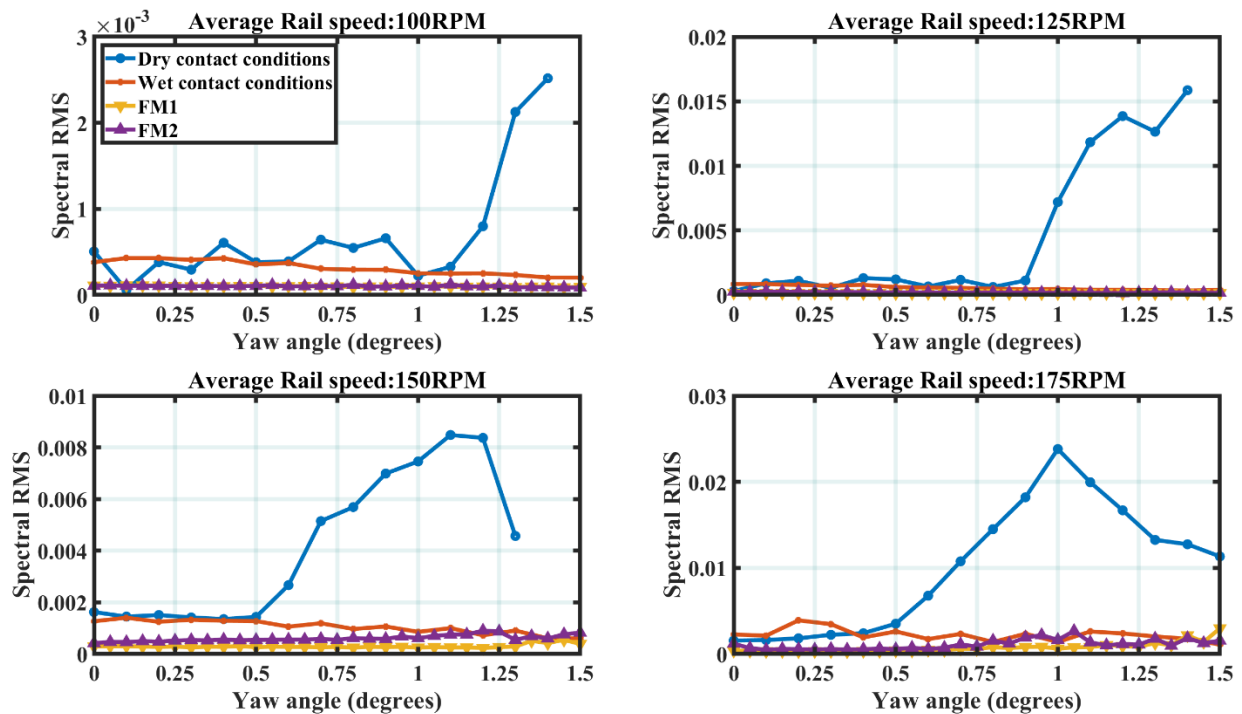 Average Rail speed:100RPM
×10⁻³
3
2
1
0
Spectral RMS
Dry contact conditions
Wet contact conditions
FM1
FM2
0 0.25 0.5 0.75 1 1.25 1.5
Yaw angle (degrees)
Average Rail speed:125RPM
0.02
0.015
0.01
0.005
0
Spectral RMS
0 0.25 0.5 0.75 1 1.25 1.5
Yaw angle (degrees)
Average Rail speed:150RPM
0.01
0.008
0.006
0.004
0.002
0
Spectral RMS
0 0.25 0.5 0.75 1 1.25 1.5
Yaw angle (degrees)
Average Rail speed:175RPM
0.03
0.02
0.01
0
Spectral RMS
0 0.25 0.5 0.75 1 1.25 1.5
Yaw angle (degrees)